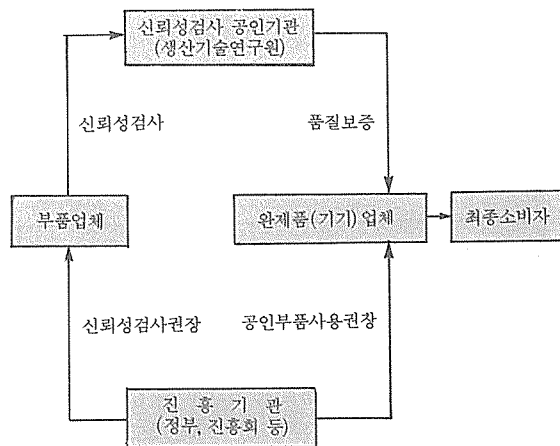 신뢰성검사 공인기관
(생산기술연구원)
신뢰성검사
품질보증
부품업체
완제품(기기)업체
최종소비자
신뢰성검사권장
공인부품사용권장
진 흥 기 관
(정부, 진흥회 등)